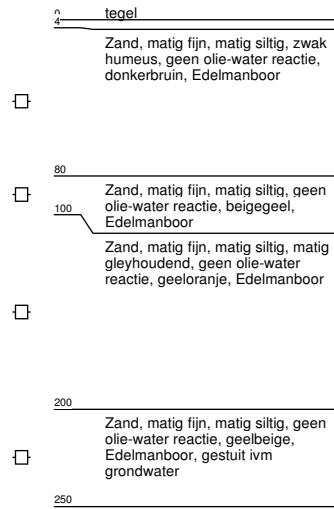 0 tegel
4
Zand, matig fijn, matig siltig, zwak
humeus, geen olie-water reactie,
donkerbruin, Edelmanboor
80
Zand, matig fijn, matig siltig, geen
olie-water reactie, beigegeel,
Edelmanboor
100
Zand, matig fijn, matig siltig, matig
gleyhoudend, geen olie-water
reactie, geeloranje, Edelmanboor
200
Zand, matig fijn, matig siltig, geen
olie-water reactie, geelbeige,
Edelmanboor, gestuit ivm
grondwater
250